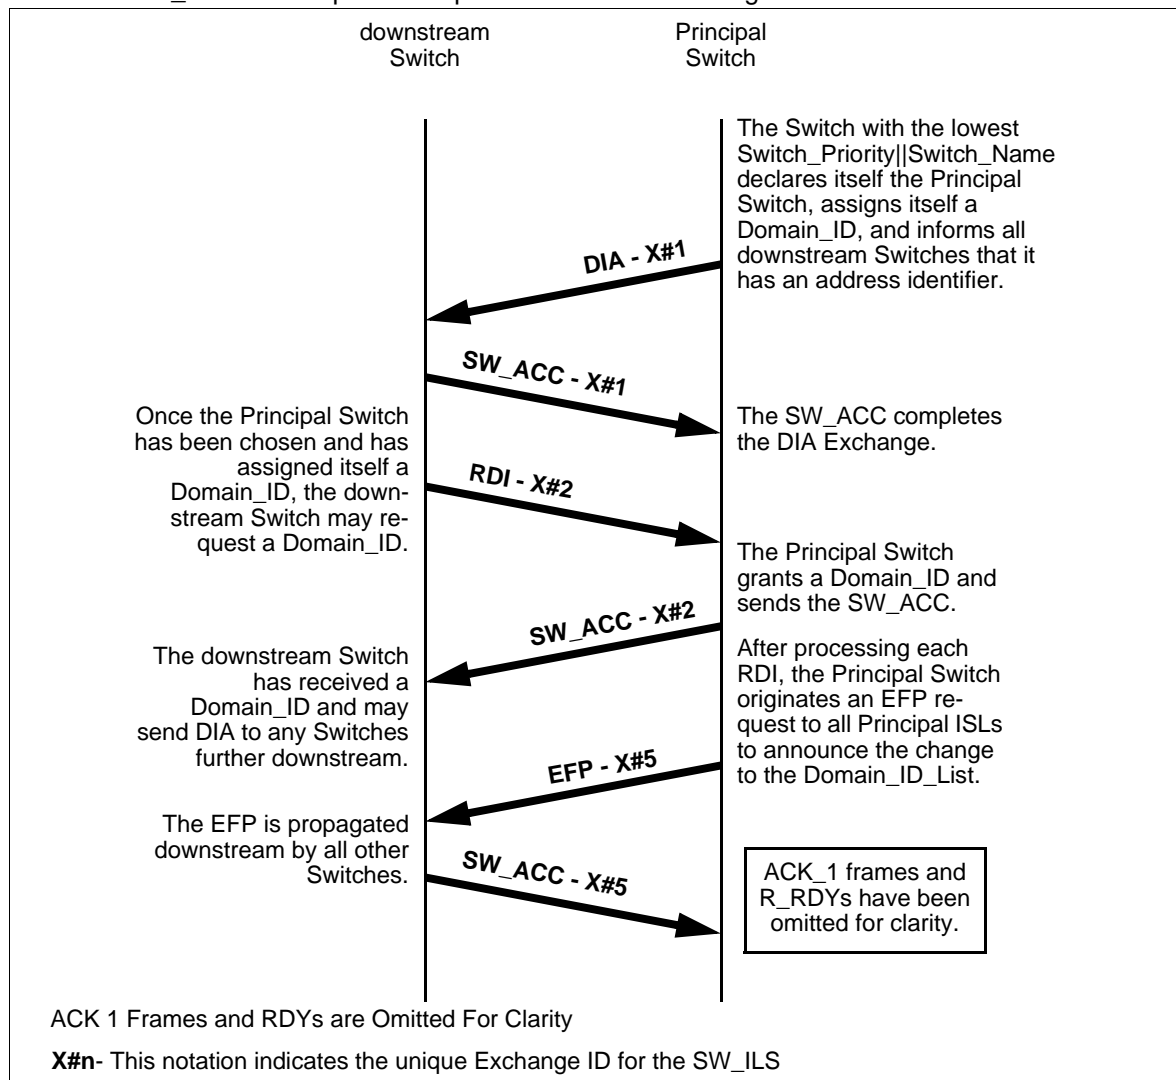 downstream
Switch
Principal
Switch
The Switch with the lowest
Switch_Priority||Switch_Name
declares itself the Principal
Switch, assigns itself a
Domain_ID, and informs all
downstream Switches that it
has an address identifier.
DIA - X#1
SW_ACC - X#1
Once the Principal Switch
has been chosen and has
assigned itself a
Domain_ID, the down-
stream Switch may re-
quest a Domain_ID.
The SW_ACC completes
the DIA Exchange.
RDI - X#2
The Principal Switch
grants a Domain_ID and
sends the SW_ACC.
SW_ACC - X#2
The downstream Switch
has received a
Domain_ID and may
send DIA to any Switches
further downstream.
After processing each
RDI, the Principal Switch
originates an EFP re-
quest to all Principal ISLs
to announce the change
to the Domain_ID_List.
EFP - X#5
The EFP is propagated
downstream by all other
Switches.
SW_ACC - X#5
ACK_1 frames and
R_RDYs have been
omitted for clarity.
ACK 1 Frames and RDYs are Omitted For Clarity
X#n- This notation indicates the unique Exchange ID for the SW_ILS